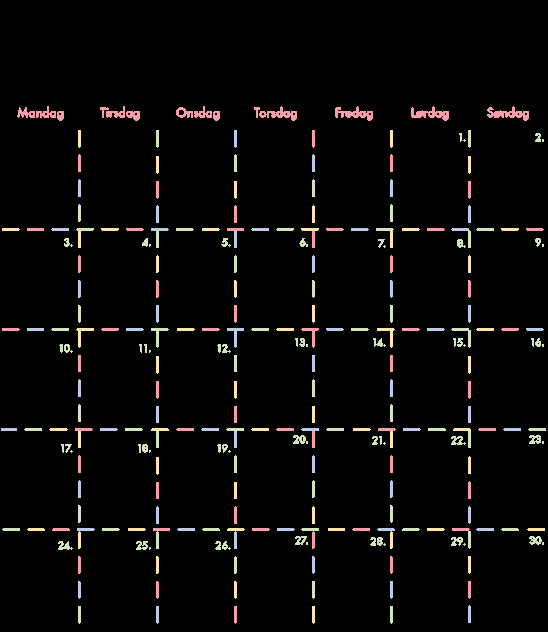 Mandag Tirsdag Onsdag Torsdag Fredag Lørdag Søndag
1. 2.
3. 4. 5. 6. 7. 8. 9.
10. 11. 12. 13. 14. 15. 16.
17. 18. 19. 20. 21. 22. 23.
24. 25. 26. 27. 28. 29. 30.